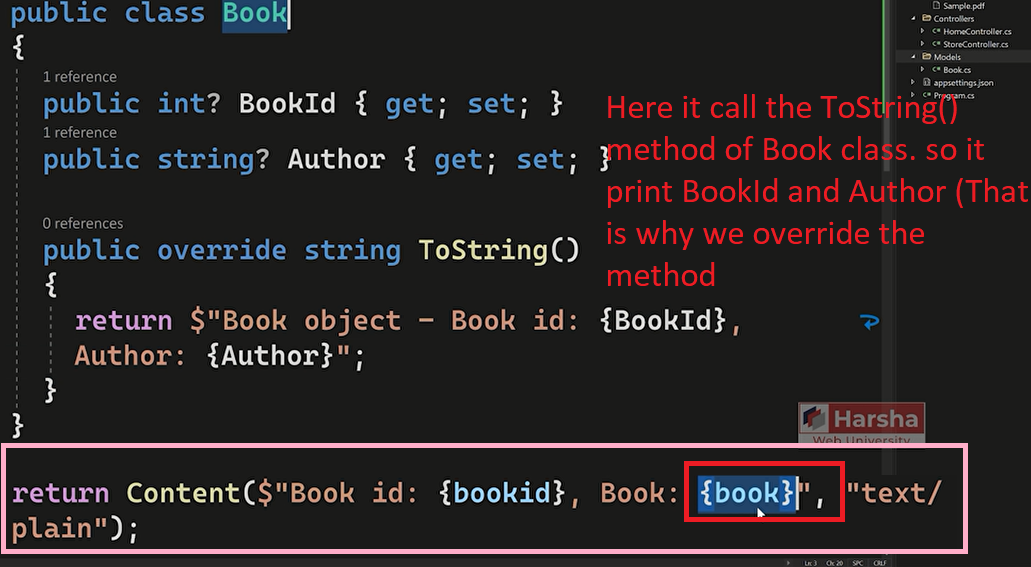 public class Book
{
1 reference
public int? BookId { get; set; }
1 reference
public string? Author { get; set; }
0 references
public override string ToString()
{
return $"Book object - Book id: {BookId},
Author: {Author}";
}
}
return Content($"Book id: {bookid}, Book: {book}", "text/
plain");
Here it call the ToString()
method of Book class. so it
print BookId and Author (That
is why we override the
method
Sample.pdf
Controllers
C# HomeController.cs
C# StoreController.cs
Models
C# Book.cs
appsettings.json
C# Program.cs
Harsha
Web University
Ln: 3 Ch: 20 SPC CRLF